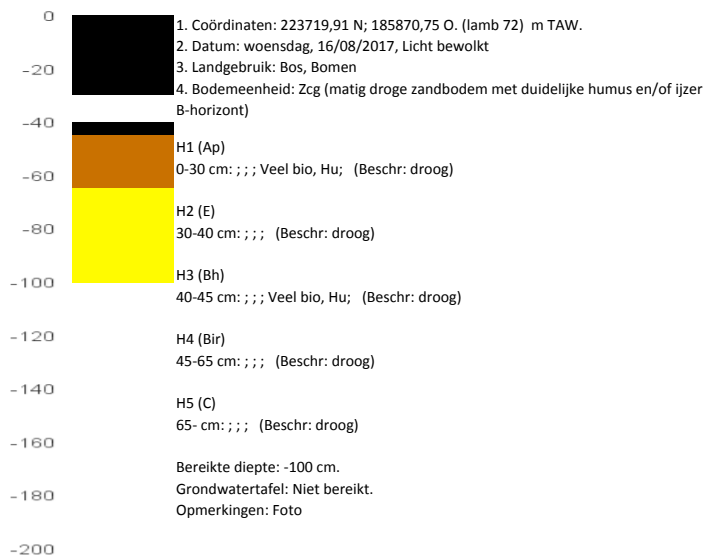 0
-20
-40
-60
-80
-100
-120
-140
-160
-180
-200
1. Coördinaten: 223719,91 N; 185870,75 O. (lamb 72)  m TAW.
2. Datum: woensdag, 16/08/2017, Licht bewolkt
3. Landgebruik: Bos, Bomen
4. Bodemeenheid: Zcg (matig droge zandbodem met duidelijke humus en/of ijzer
B-horizont)
H1 (Ap)
0-30 cm: ; ; ; Veel bio, Hu;   (Beschr: droog)
H2 (E)
30-40 cm: ; ; ;   (Beschr: droog)
H3 (Bh)
40-45 cm: ; ; ; Veel bio, Hu;   (Beschr: droog)
H4 (Bir)
45-65 cm: ; ; ;   (Beschr: droog)
H5 (C)
65- cm: ; ; ;   (Beschr: droog)
Bereikte diepte: -100 cm.
Grondwatertafel: Niet bereikt.
Opmerkingen: Foto